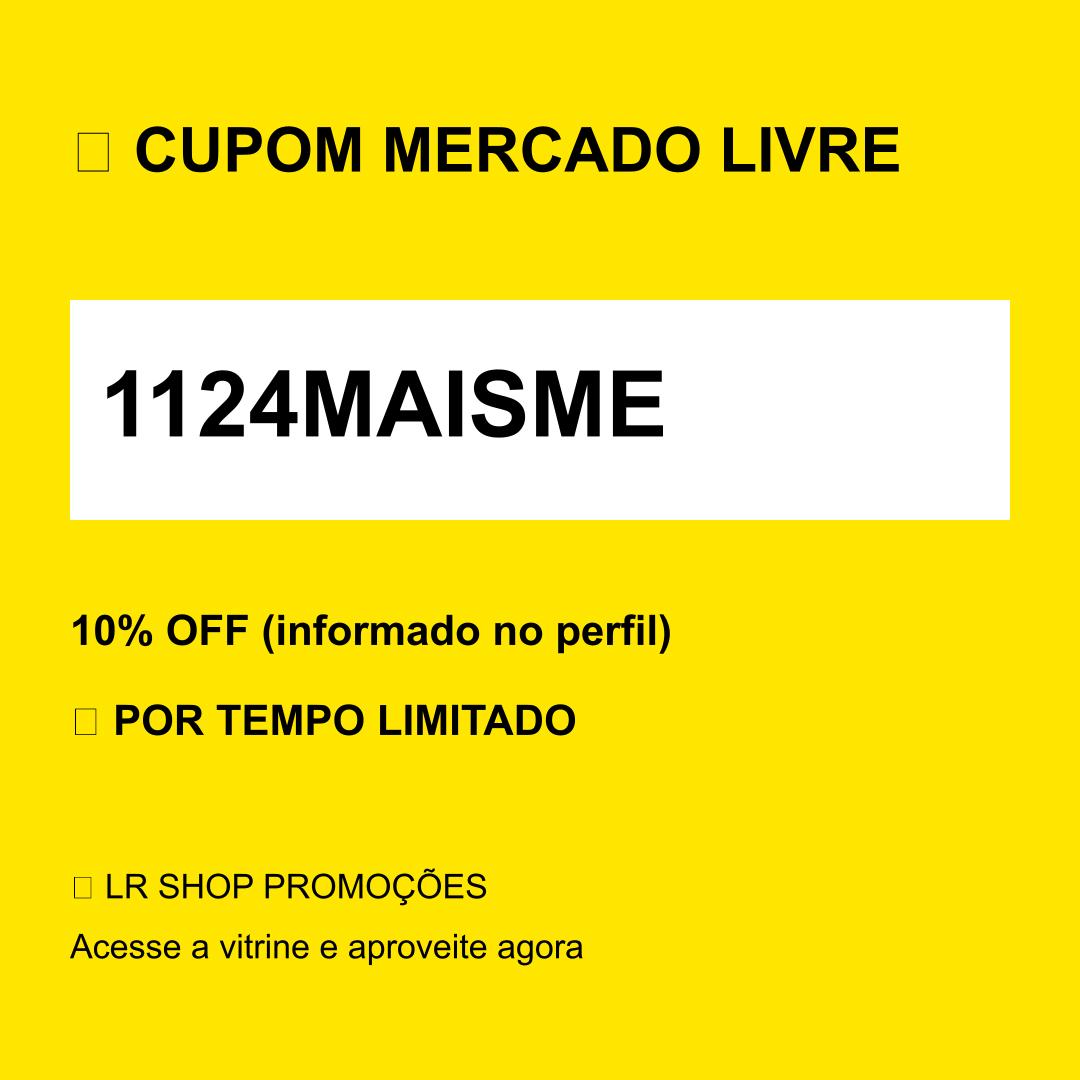 CUPOM MERCADO LIVRE
1124MAISME
10% OFF (informado no perfil)
POR TEMPO LIMITADO
LR SHOP PROMOÇÕES
Acesse a vitrine e aproveite agora